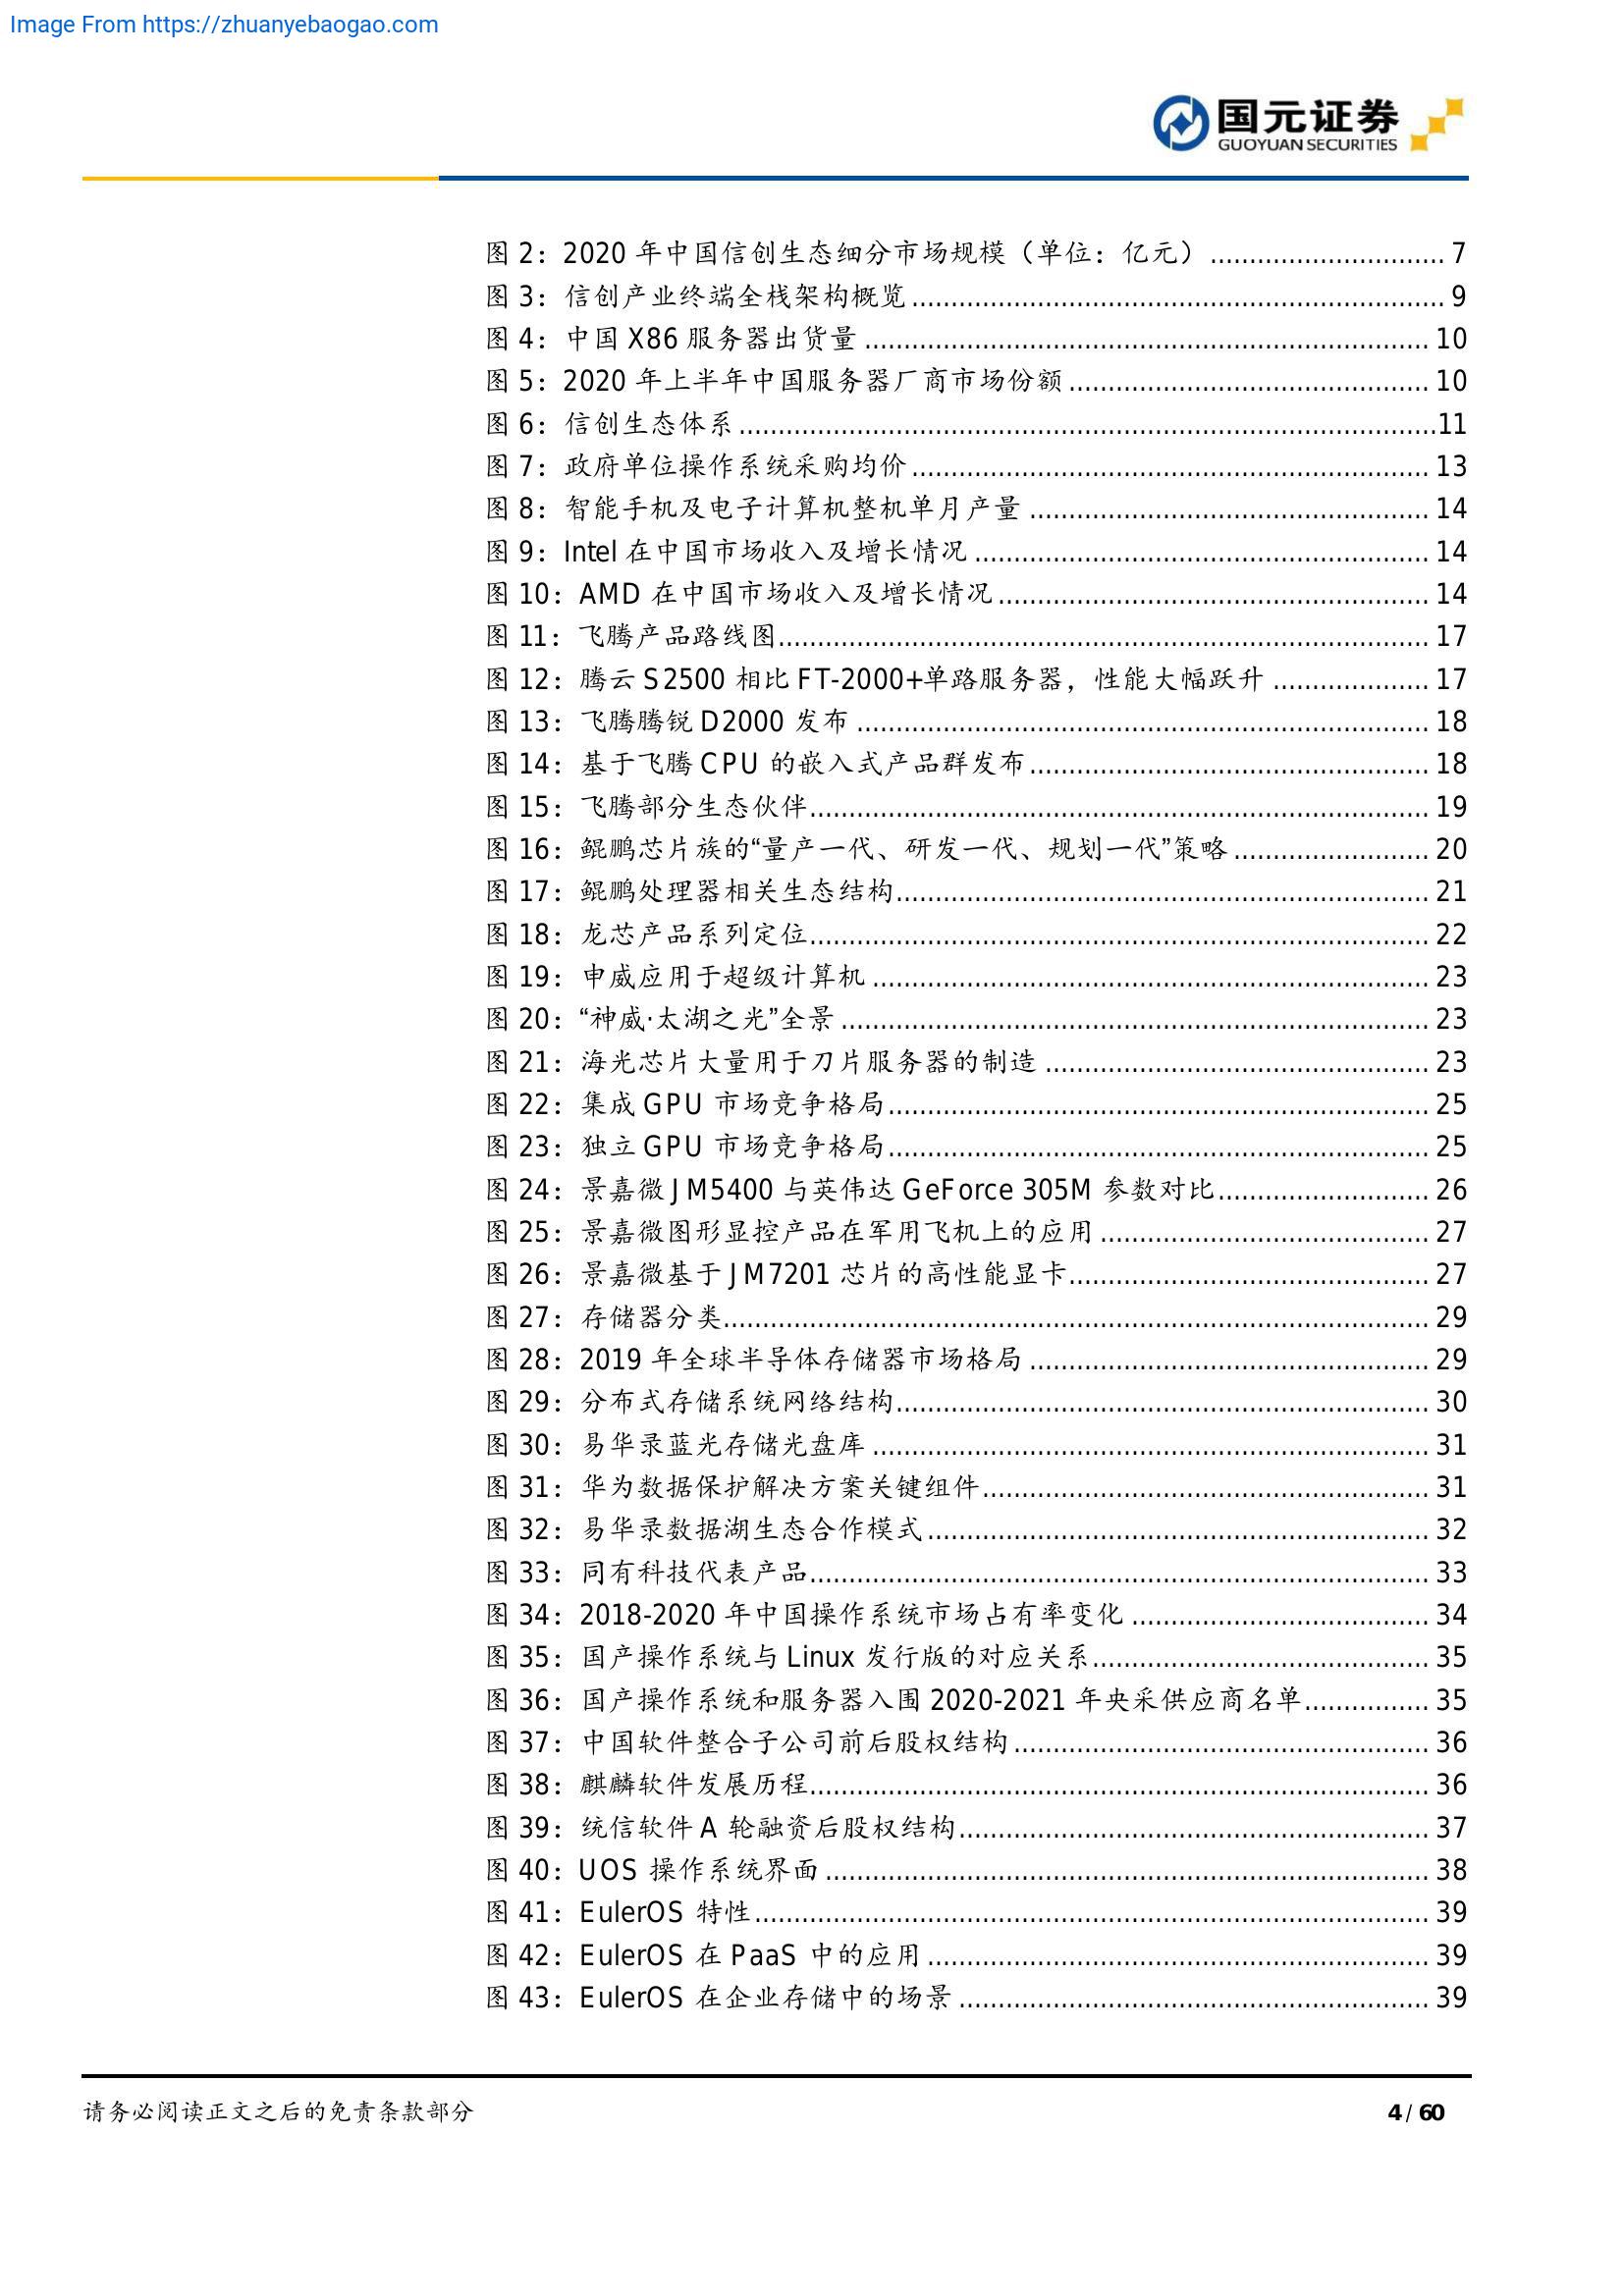 Image From https://zhuanyebaogao.com
国元证券
GUOYUAN SECURITIES
图 2：2020 年中国信创生态细分市场规模（单位：亿元）..............................7
图 3：信创产业终端全栈架构概览....................................................................9
图 4：中国 X86 服务器出货量........................................................................10
图 5：2020 年上半年中国服务器厂商市场份额..............................................10
图 6：信创生态体系.........................................................................................11
图 7：政府单位操作系统采购均价..................................................................13
图 8：智能手机及电子计算机整机单月产量...................................................14
图 9：Intel 在中国市场收入及增长情况..........................................................14
图 10：AMD 在中国市场收入及增长情况.......................................................14
图 11：飞腾产品路线图...................................................................................17
图 12：腾云 S2500 相比 FT-2000+单路服务器，性能大幅跃升....................17
图 13：飞腾腾锐 D2000 发布.........................................................................18
图 14：基于飞腾 CPU 的嵌入式产品群发布...................................................18
图 15：飞腾部分生态伙伴...............................................................................19
图 16：鲲鹏芯片族的“量产一代、研发一代、规划一代”策略.........................20
图 17：鲲鹏处理器相关生态结构....................................................................21
图 18：龙芯产品系列定位...............................................................................22
图 19：申威应用于超级计算机.......................................................................23
图 20：“神威·太湖之光”全景...........................................................................23
图 21：海光芯片大量用于刀片服务器的制造.................................................23
图 22：集成 GPU 市场竞争格局.....................................................................25
图 23：独立 GPU 市场竞争格局.....................................................................25
图 24：景嘉微 JM5400 与英伟达 GeForce 305M 参数对比...........................26
图 25：景嘉微图形显控产品在军用飞机上的应用..........................................27
图 26：景嘉微基于 JM7201 芯片的高性能显卡..............................................27
图 27：存储器分类..........................................................................................29
图 28：2019 年全球半导体存储器市场格局...................................................29
图 29：分布式存储系统网络结构....................................................................30
图 30：易华录蓝光存储光盘库.......................................................................31
图 31：华为数据保护解决方案关键组件.........................................................31
图 32：易华录数据湖生态合作模式................................................................32
图 33：同有科技代表产品...............................................................................33
图 34：2018-2020 年中国操作系统市场占有率变化......................................34
图 35：国产操作系统与 Linux 发行版的对应关系...........................................35
图 36：国产操作系统和服务器入围 2020-2021 年央采供应商名单................35
图 37：中国软件整合子公司前后股权结构.....................................................36
图 38：麒麟软件发展历程...............................................................................36
图 39：统信软件 A 轮融资后股权结构............................................................37
图 40：UOS 操作系统界面.............................................................................38
图 41：EulerOS 特性......................................................................................39
图 42：EulerOS 在 PaaS 中的应用................................................................39
图 43：EulerOS 在企业存储中的场景............................................................39
请务必阅读正文之后的免责条款部分
4 / 60